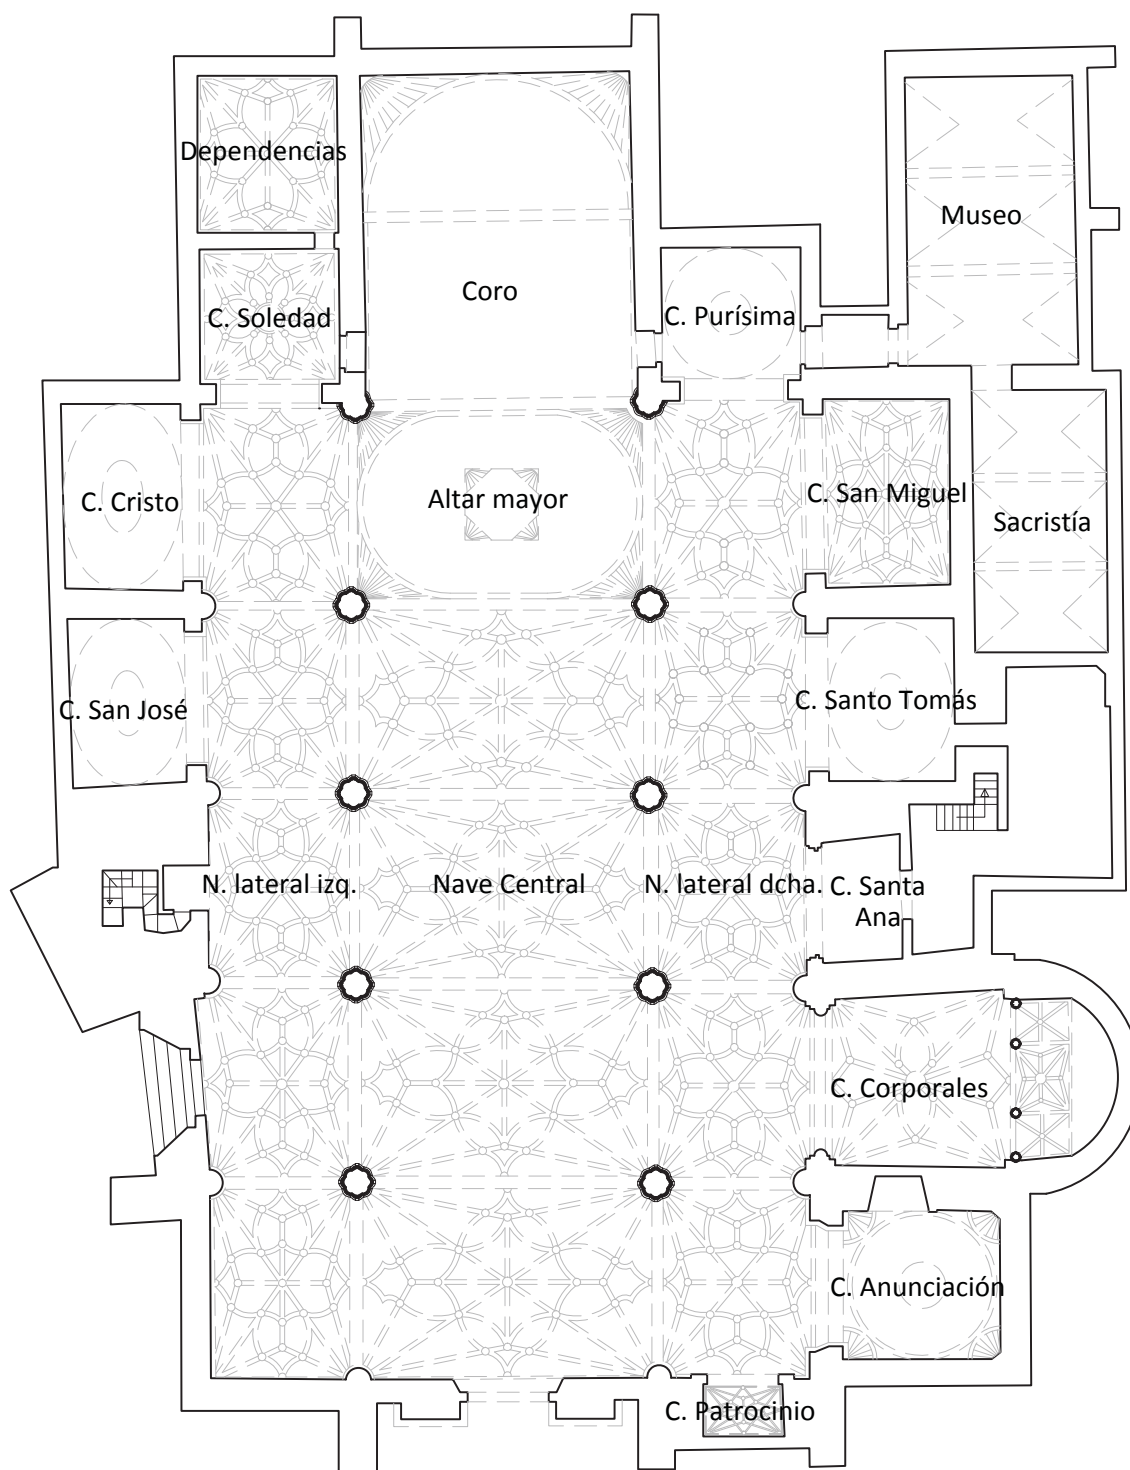 Dependencias
Museo
Coro
C. Soledad
C. Purísima
C. Cristo
Altar mayor
C. San Miguel
Sacristía
C. San José
C. Santo Tomás
N. lateral izq.
Nave Central
N. lateral dcha.
C. Santa
Ana
C. Corporales
C. Anunciación
C. Patrocinio